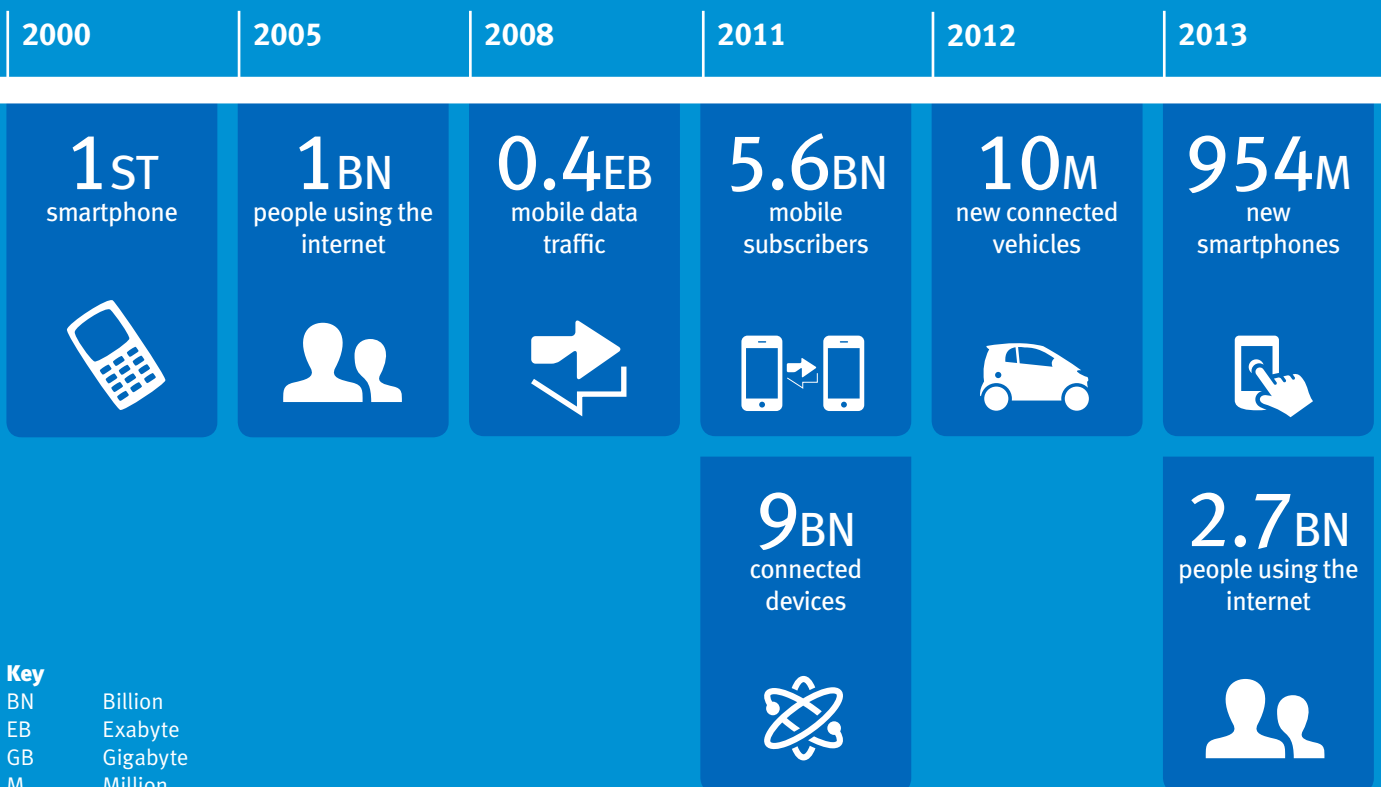 2000
2005
2008
2011
2012
2013
1ST
smartphone
1BN
people using the
internet
0.4EB
mobile data
traffic
5.6BN
mobile
subscribers
10M
new connected
vehicles
954M
new
smartphones
9BN
connected
devices
2.7BN
people using the
internet
Key
BN Billion
EB Exabyte
GB Gigabyte
M Million